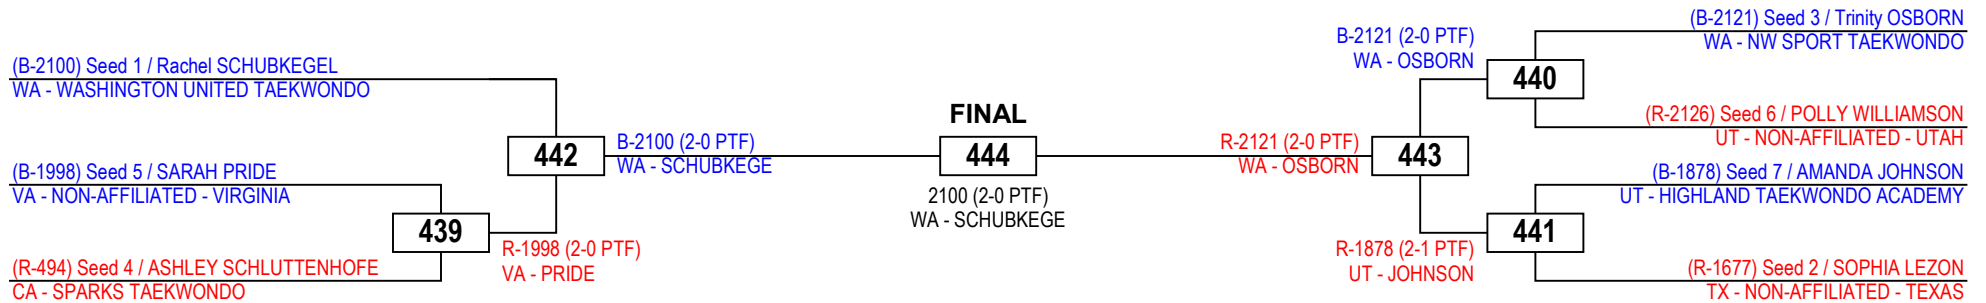 (B-2100) Seed 1 / Rachel SCHUBKEGEL
WA - WASHINGTON UNITED TAEKWONDO
(B-1998) Seed 5 / SARAH PRIDE
VA - NON-AFFILIATED - VIRGINIA
439
(R-494) Seed 4 / ASHLEY SCHLUTTENHOFE
CA - SPARKS TAEKWONDO
R-1998 (2-0 PTF)
VA - PRIDE
442
B-2100 (2-0 PTF)
WA - SCHUBKEGE
FINAL
444
2100 (2-0 PTF)
WA - SCHUBKEGE
R-2121 (2-0 PTF)
WA - OSBORN
443
B-2121 (2-0 PTF)
WA - OSBORN
R-1878 (2-1 PTF)
UT - JOHNSON
(B-2121) Seed 3 / Trinity OSBORN
WA - NW SPORT TAEKWONDO
440
(R-2126) Seed 6 / POLLY WILLIAMSON
UT - NON-AFFILIATED - UTAH
(B-1878) Seed 7 / AMANDA JOHNSON
UT - HIGHLAND TAEKWONDO ACADEMY
441
(R-1677) Seed 2 / SOPHIA LEZON
TX - NON-AFFILIATED - TEXAS